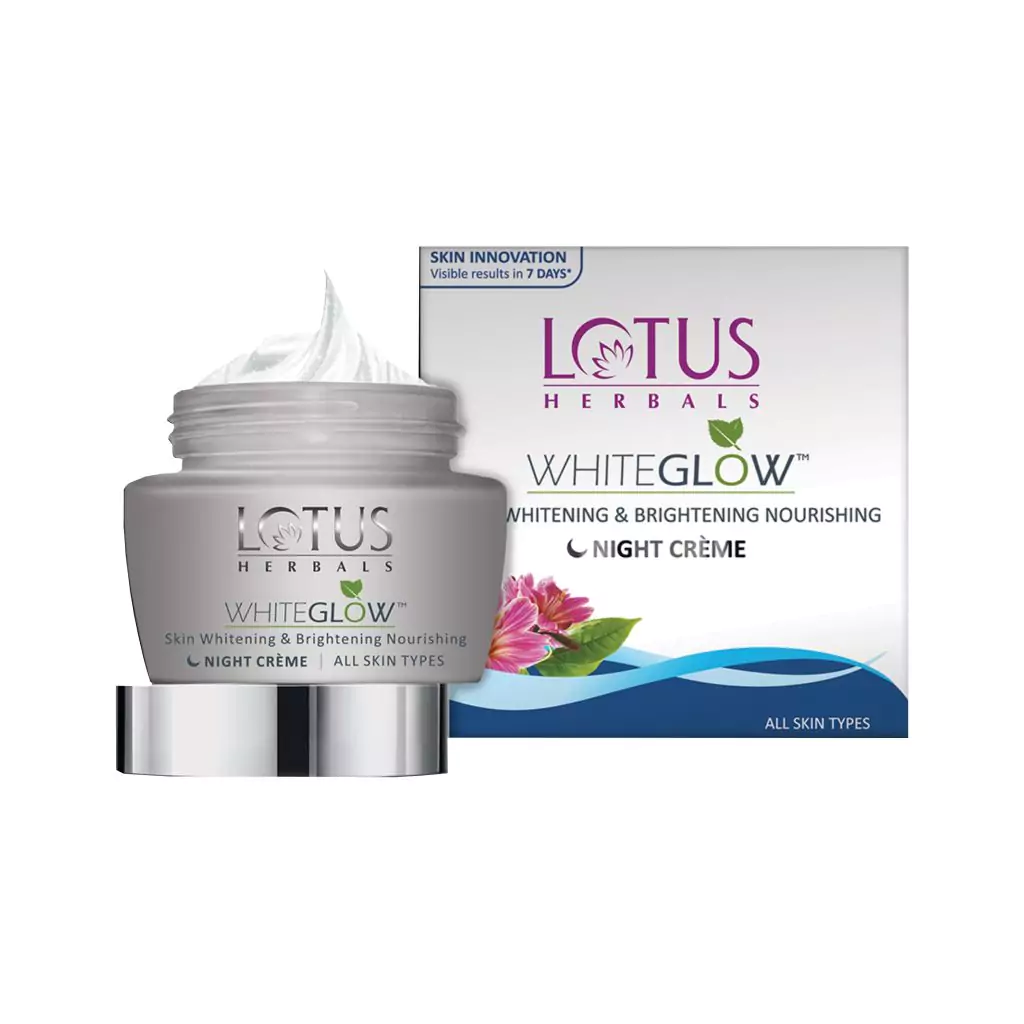 SKIN INNOVATION
Visible results in 7 DAYS*
LOTUS
HERBALS
WHITEGLOW™
WHITENING & BRIGHTENING NOURISHING
NIGHT CRÈME
ALL SKIN TYPES
LOTUS
HERBALS
WHITEGLOW™
Skin Whitening & Brightening Nourishing
NIGHT CRÈME | ALL SKIN TYPES